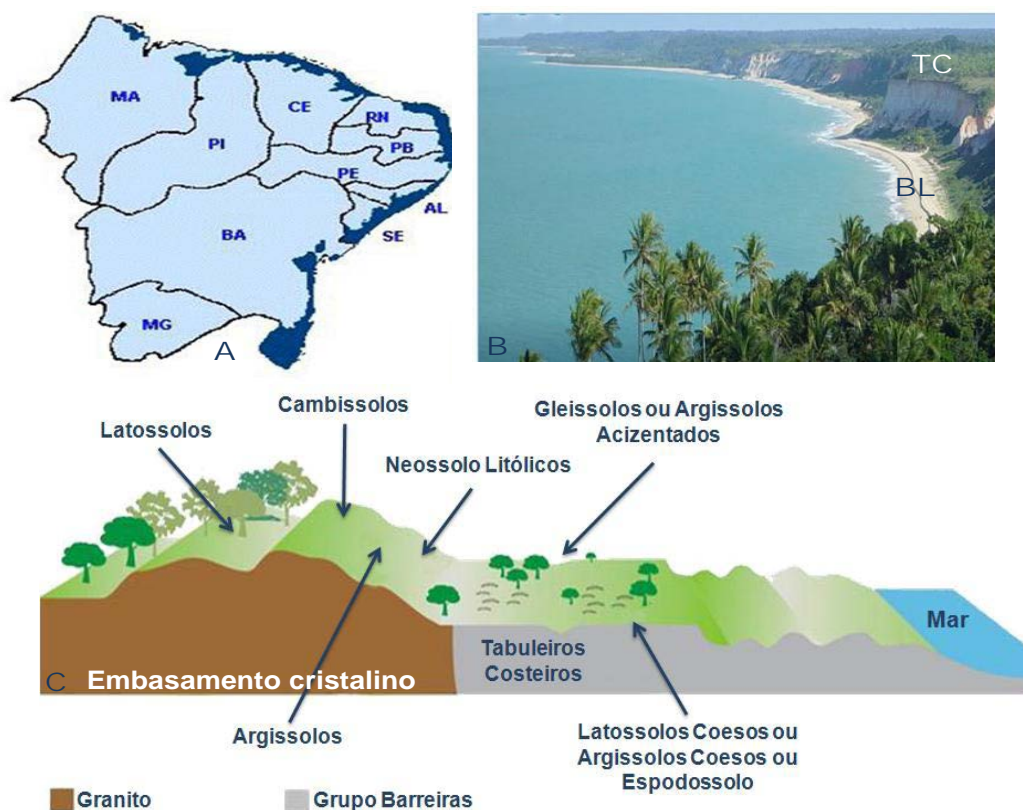 MA
CE
RN
PI
PB
PE
AL
BA
SE
MG
A
TC
BL
B
Cambissolos
Gleissolos ou Argissolos
Acizentados
Latossolos
Neossolo Litólicos
Mar
Tabuleiros
Costeiros
C Embasamento cristalino
Argissolos
Latossolos Coesos ou
Argissolos Coesos ou
Espodossolo
Granito
Grupo Barreiras